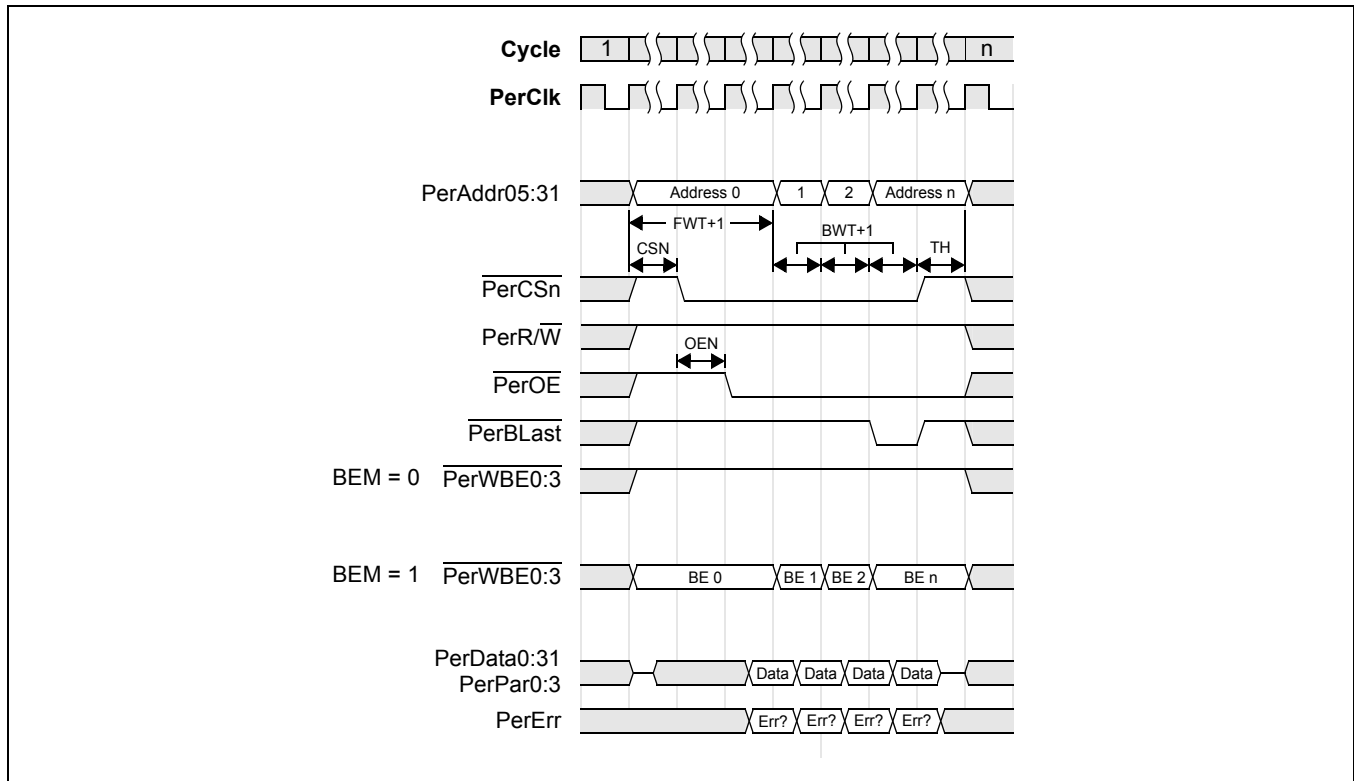 Cycle 1 n
PerClk
PerAddr05:31 Address 0 1 2 Address n
FWT+1
BWT+1
CSN TH
PerCSn
PerR/W
OEN
PerOE
PerBLast
BEM = 0 PerWBE0:3
BEM = 1 PerWBE0:3 BE 0 BE 1 BE 2 BE n
PerData0:31
PerPar0:3 Data Data Data Data
PerErr Err? Err? Err? Err?